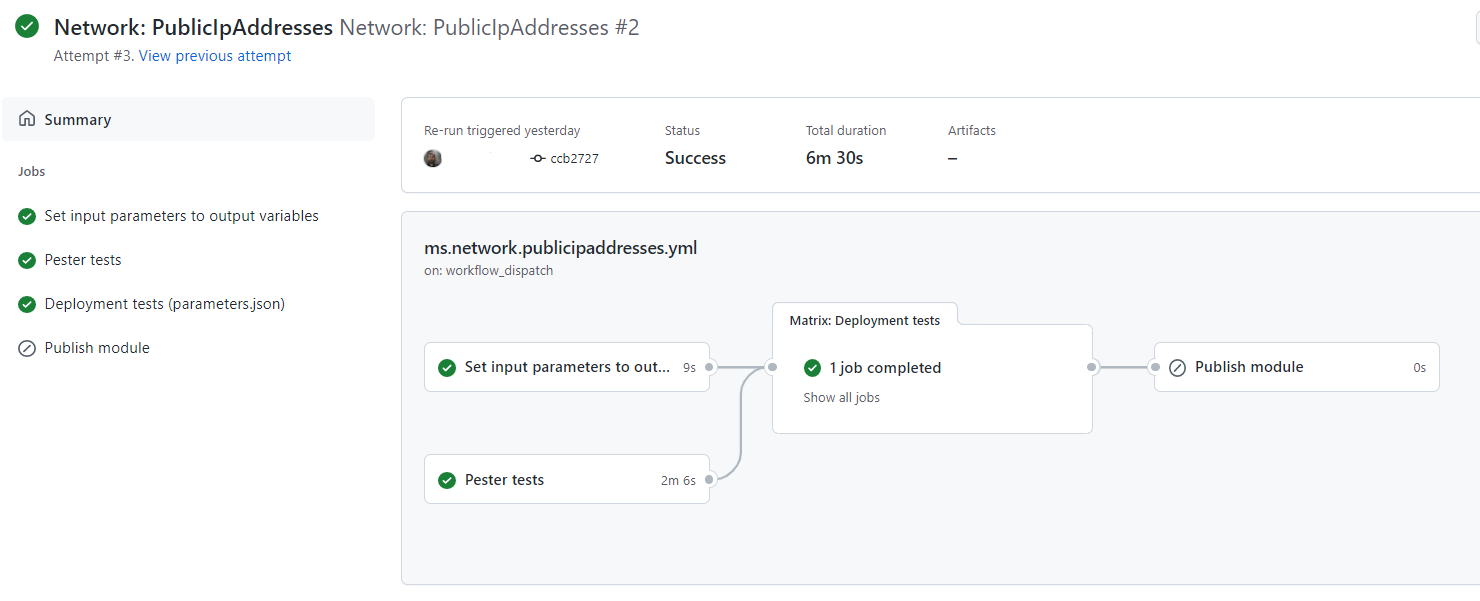 Network: PublicIpAddresses Network: PublicIpAddresses #2
Attempt #3. View previous attempt
Summary
Jobs
Set input parameters to output variables
Pester tests
Deployment tests (parameters.json)
Publish module
Re-run triggered yesterday
ccb2727
Status
Success
Total duration
6m 30s
Artifacts
–
ms.network.publicipaddresses.yml
on: workflow_dispatch
Set input parameters to out... 9s
Pester tests 2m 6s
Matrix: Deployment tests
1 job completed
Show all jobs
Publish module 0s